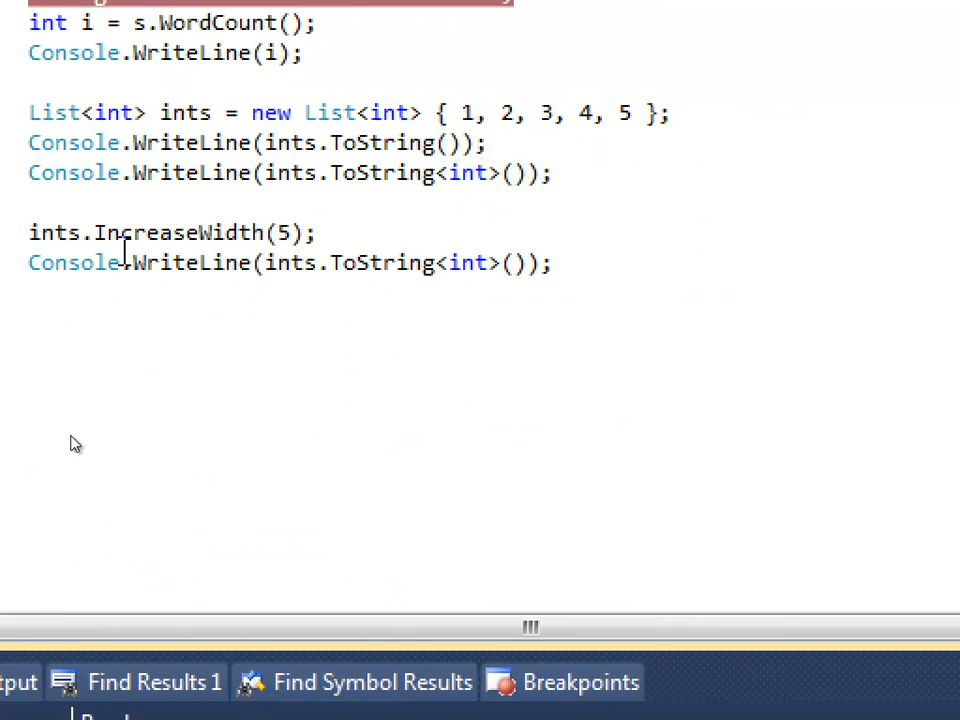 int i = s.WordCount();
Console.WriteLine(i);
List<int> ints = new List<int> { 1, 2, 3, 4, 5 };
Console.WriteLine(ints.ToString());
Console.WriteLine(ints.ToString<int>());
ints.IncreaseWidth(5);
Console.WriteLine(ints.ToString<int>());
Find Results 1 Find Symbol Results Breakpoints